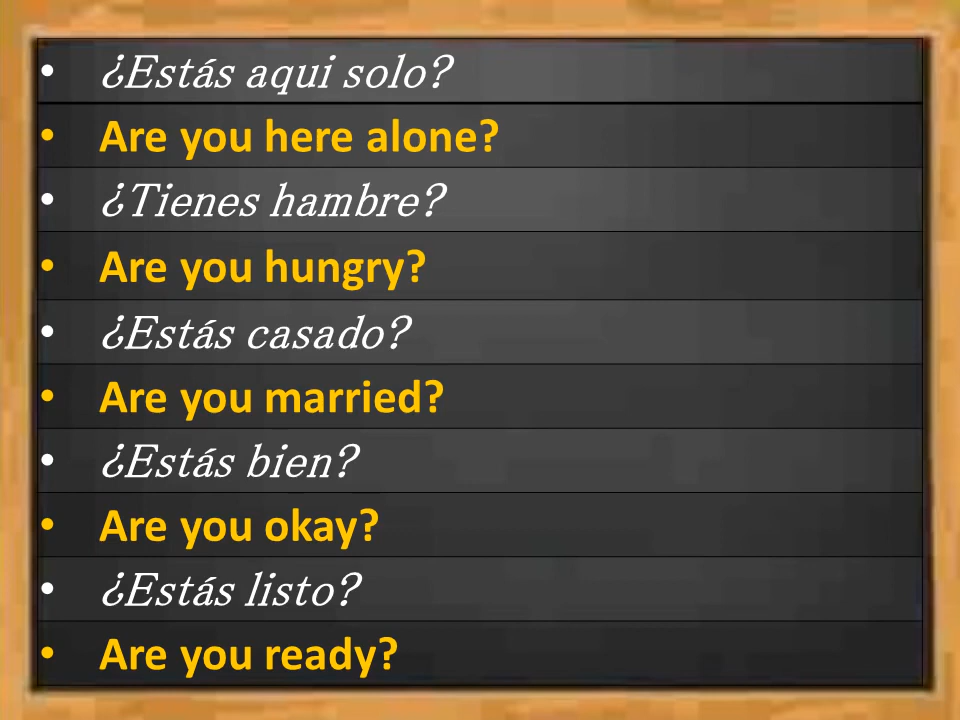 • ¿Estás aqui solo?
• Are you here alone?
• ¿Tienes hambre?
• Are you hungry?
• ¿Estás casado?
• Are you married?
• ¿Estás bien?
• Are you okay?
• ¿Estás listo?
• Are you ready?